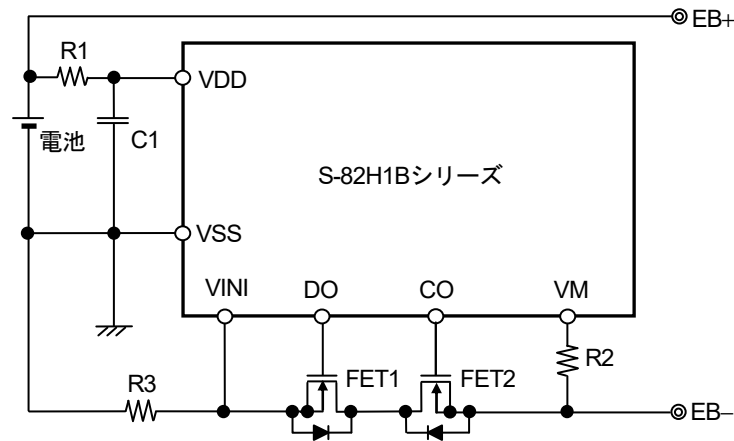 EB+
R1
VDD
電池
C1
S-82H1Bシリーズ
VSS
VINI
DO
CO
VM
R2
R3
FET1
FET2
EB−